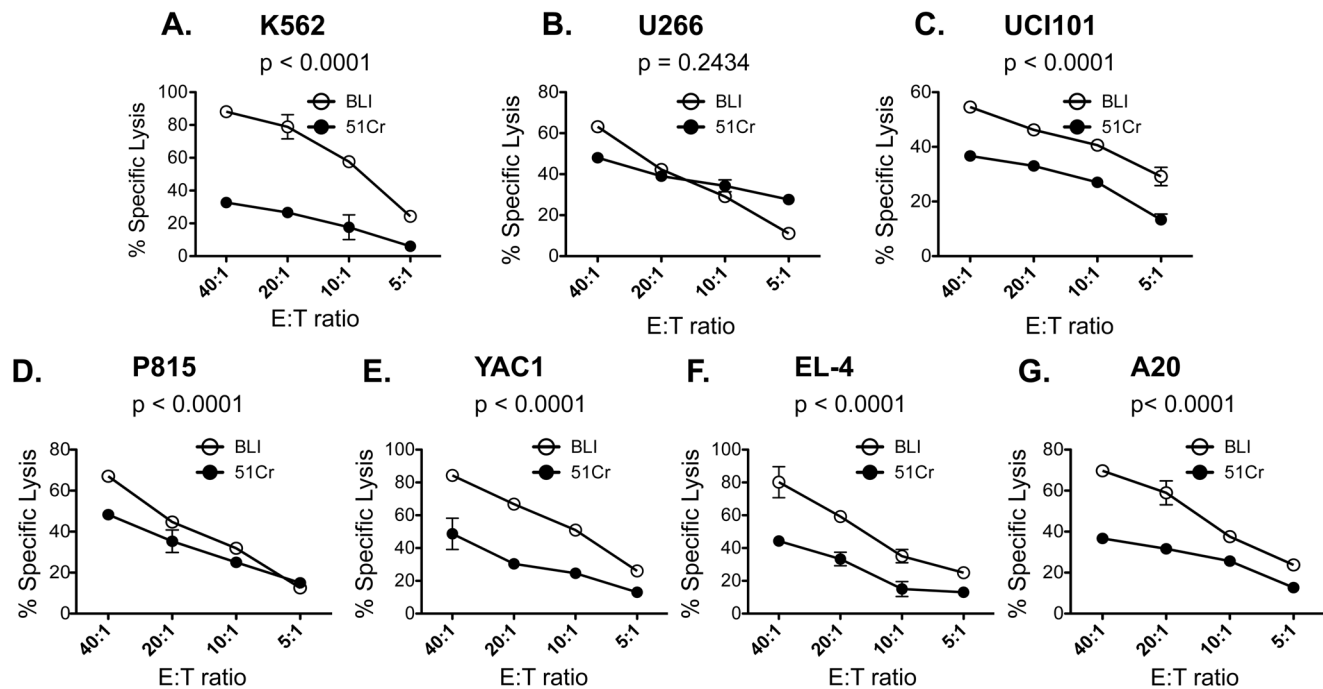 A. K562
p < 0.0001
% Specific Lysis
100
80
60
40
20
0
BLI
51Cr
40:1
20:1
10:1
5:1
E:T ratio
B. U266
p = 0.2434
% Specific Lysis
80
60
40
20
0
BLI
51Cr
40:1
20:1
10:1
5:1
E:T ratio
C. UCI101
p < 0.0001
% Specific Lysis
60
40
20
0
BLI
51Cr
40:1
20:1
10:1
5:1
E:T ratio
D. P815
p < 0.0001
% Specific Lysis
80
60
40
20
0
BLI
51Cr
40:1
20:1
10:1
5:1
E:T ratio
E. YAC1
p < 0.0001
% Specific Lysis
100
80
60
40
20
0
BLI
51Cr
40:1
20:1
10:1
5:1
E:T ratio
F. EL-4
p < 0.0001
% Specific Lysis
100
80
60
40
20
0
BLI
51Cr
40:1
20:1
10:1
5:1
E:T ratio
G. A20
p< 0.0001
% Specific Lysis
80
60
40
20
0
BLI
51Cr
40:1
20:1
10:1
5:1
E:T ratio